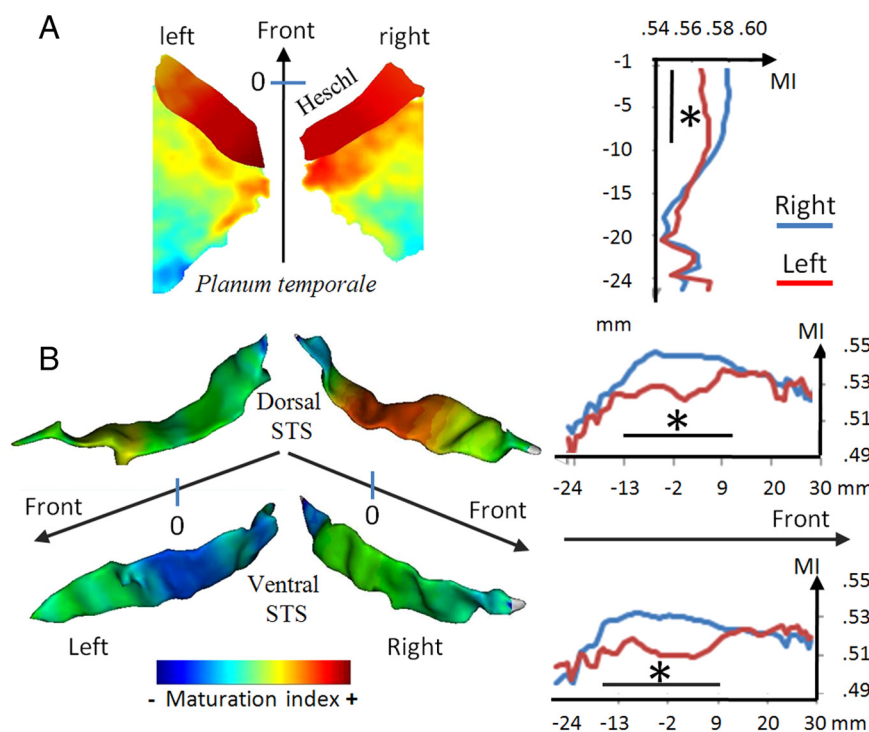 A
left
Front
right
0
Heschl
Planum temporale
.54 .56 .58 .60
MI
-1
-5
-10
-15
-20
-24
mm
*
Right
Left
B
Dorsal
STS
Front
0
0
Front
Ventral
STS
Left
Right
- Maturation index +
MI
.55
.53
.51
.49
*
-24 -13 -2 9 20 30 mm
Front
MI
.55
.53
.51
.49
*
-24 -13 -2 9 20 30 mm